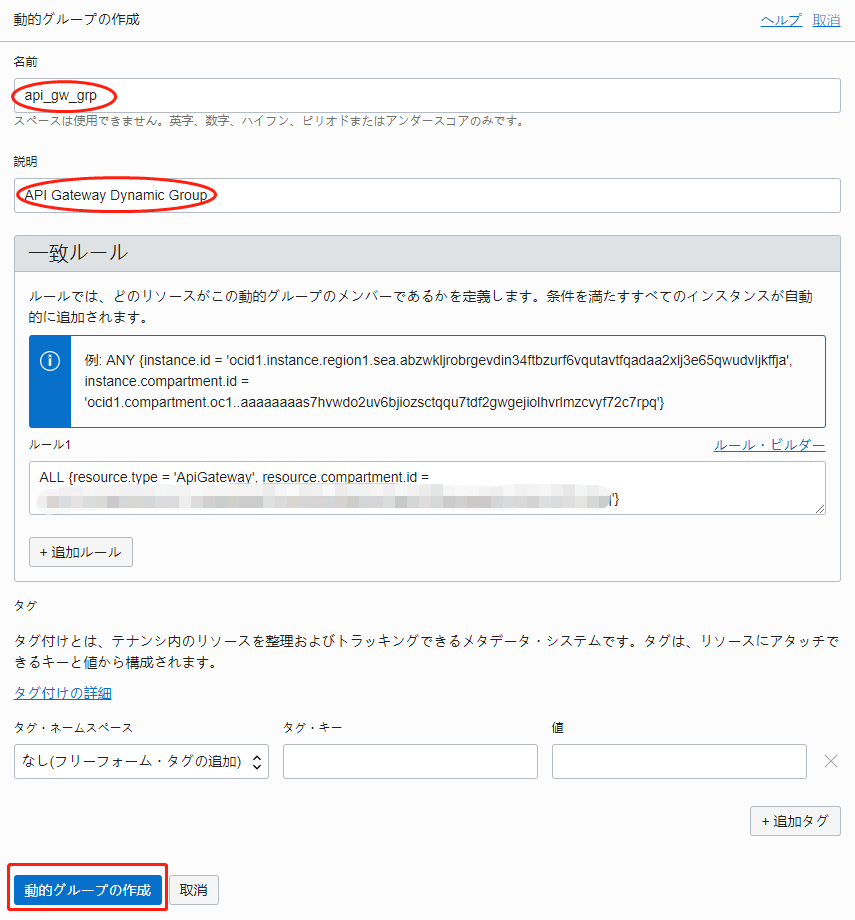 動的グループの作成
ヘルプ 取消
名前
api_gw_grp
スペースは使用できません。英字、数字、ハイフン、ピリオドまたはアンダースコアのみです。
説明
API Gateway Dynamic Group
一致ルール
ルールでは、どのリソースがこの動的グループのメンバーであるかを定義します。条件を満たすすべてのインスタンスが自動
的に追加されます。
例: ANY {instance.id = 'ocid1.instance.region1.sea.abzwkljrobrgevdin34ftbzurf6vqutavtfqadaa2xlj3e65qwudvljkffja',
instance.compartment.id =
'ocid1.compartment.oc1..aaaaaaaas7hvwdo2uv6bjiozsctqqu7tdf2gwgejiolhvrlmzcvyf72c7rpq'}
ルール1
ルール・ビルダー
ALL {resource.type = 'ApiGateway', resource.compartment.id =
'}
+ 追加ルール
タグ
タグ付けとは、テナンシ内のリソースを整理およびトラッキングできるメタデータ・システムです。タグは、リソースにアタッチで
きるキーと値から構成されます。
タグ付けの詳細
タグ・ネームスペース タグ・キー 値
なし(フリーフォーム・タグの追加)
+ 追加タグ
動的グループの作成 取消